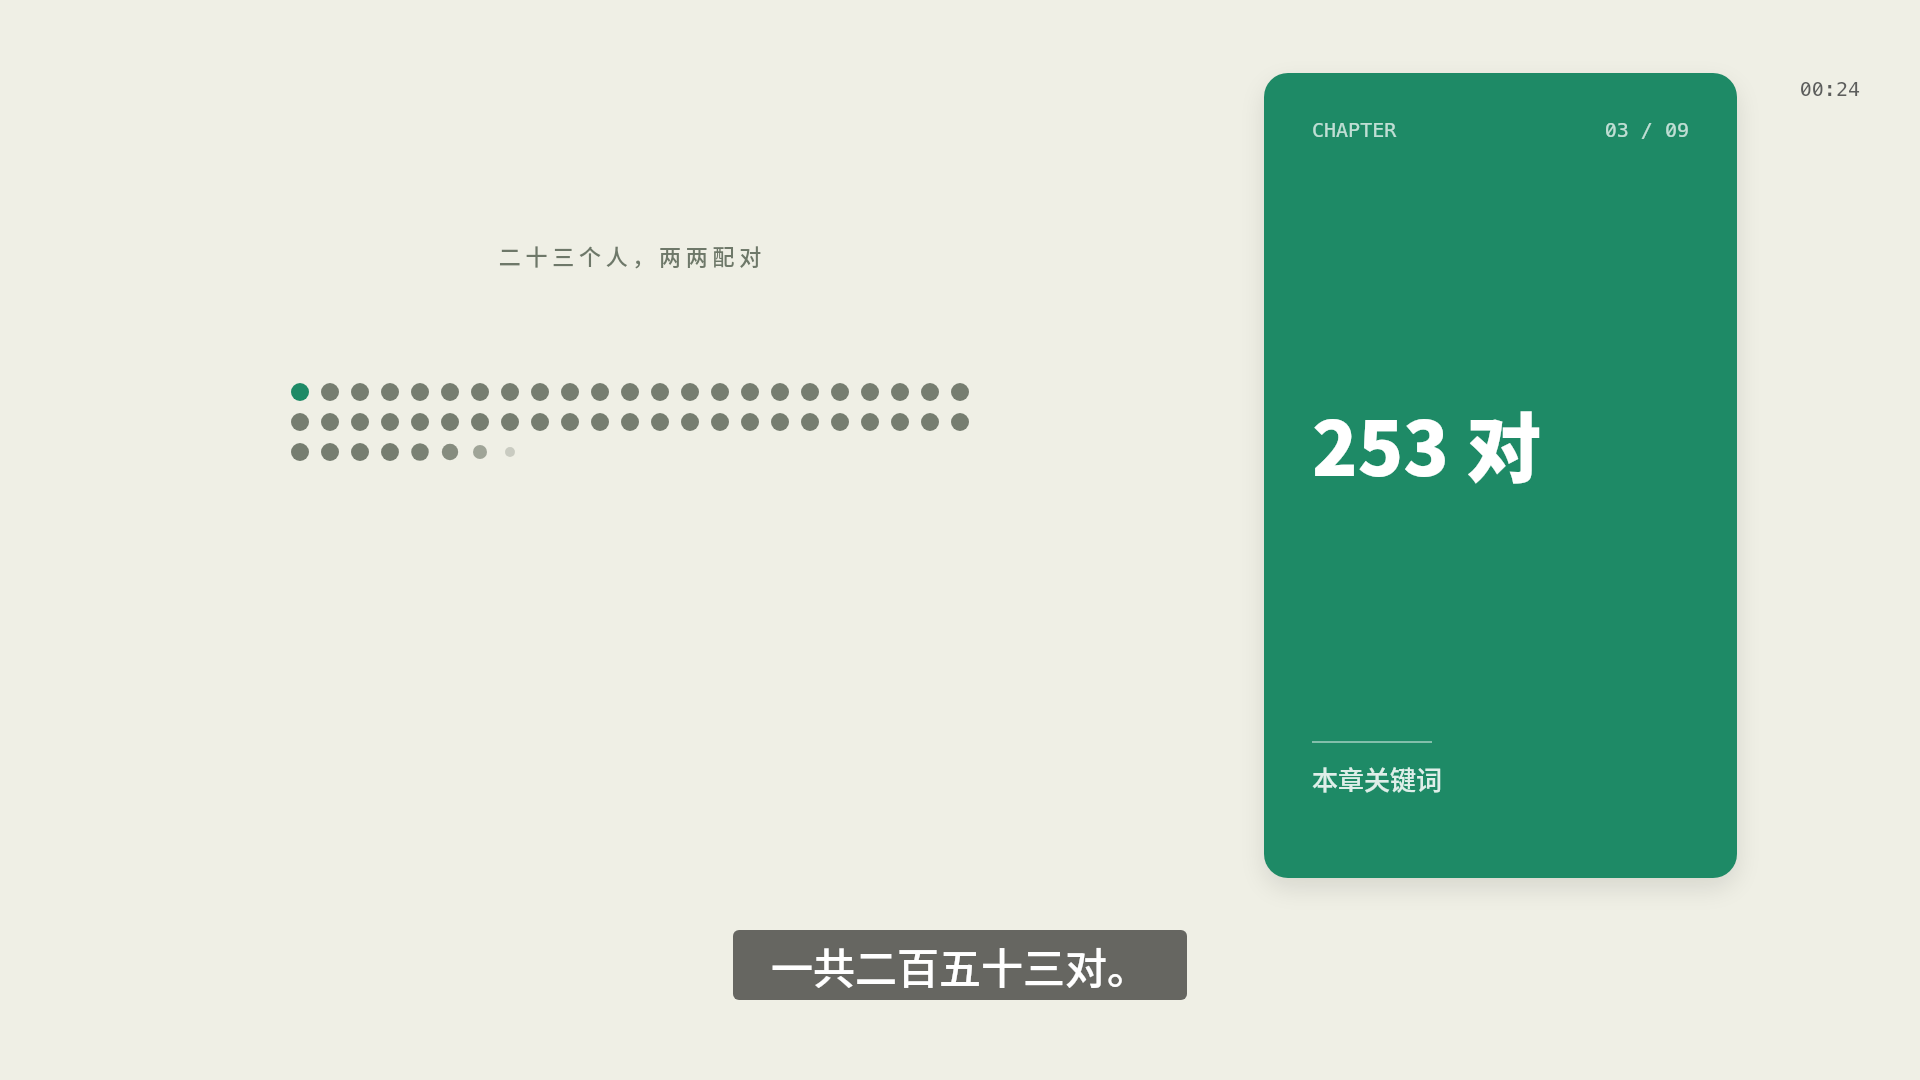 00:24
CHAPTER
03 / 09
二十三个人，两两配对
253 对
本章关键词
一共二百五十三对。